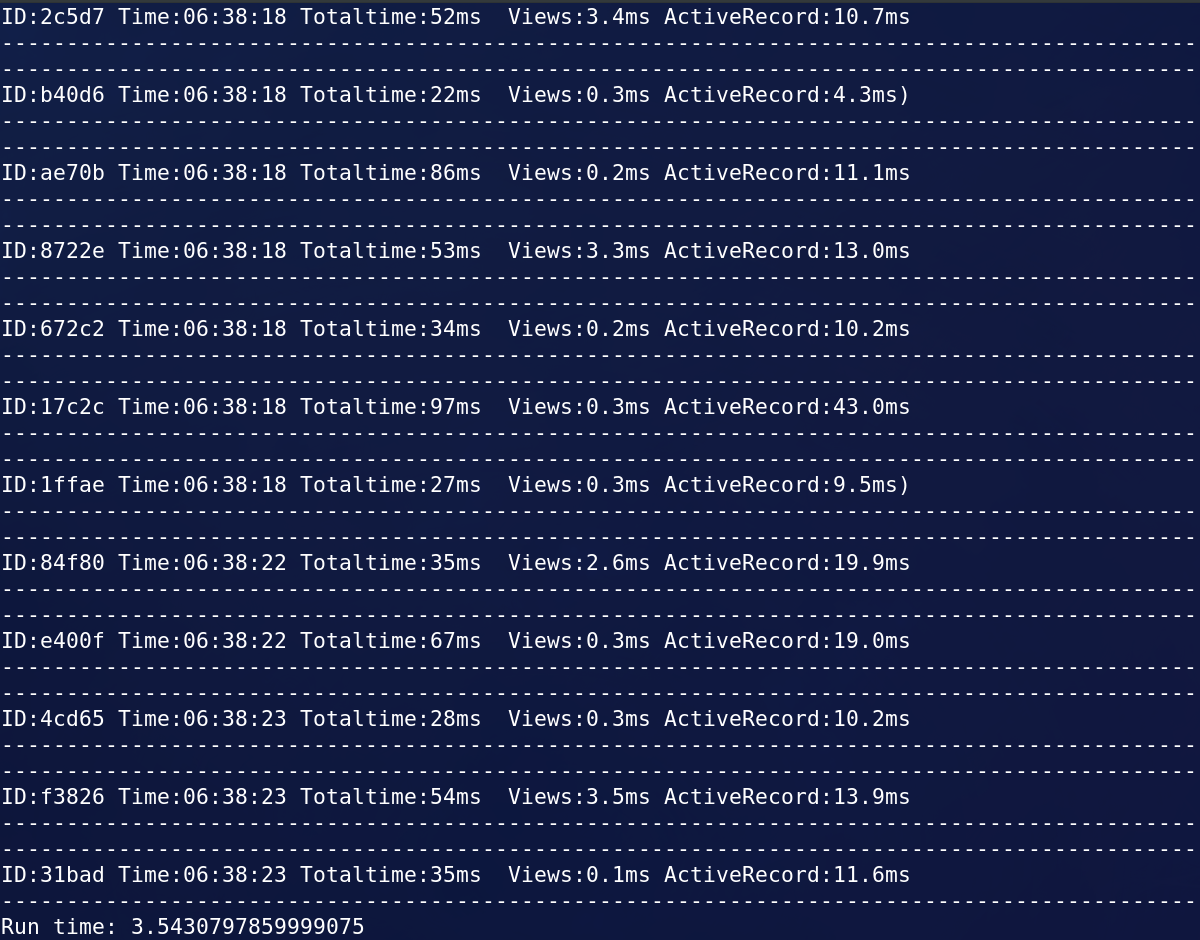 ID:2c5d7 Time:06:38:18 Totaltime:52ms  Views:3.4ms ActiveRecord:10.7ms
--------------------------------------------------------------------------------------------
--------------------------------------------------------------------------------------------
ID:b40d6 Time:06:38:18 Totaltime:22ms  Views:0.3ms ActiveRecord:4.3ms)
--------------------------------------------------------------------------------------------
--------------------------------------------------------------------------------------------
ID:ae70b Time:06:38:18 Totaltime:86ms  Views:0.2ms ActiveRecord:11.1ms
--------------------------------------------------------------------------------------------
--------------------------------------------------------------------------------------------
ID:8722e Time:06:38:18 Totaltime:53ms  Views:3.3ms ActiveRecord:13.0ms
--------------------------------------------------------------------------------------------
--------------------------------------------------------------------------------------------
ID:672c2 Time:06:38:18 Totaltime:34ms  Views:0.2ms ActiveRecord:10.2ms
--------------------------------------------------------------------------------------------
--------------------------------------------------------------------------------------------
ID:17c2c Time:06:38:18 Totaltime:97ms  Views:0.3ms ActiveRecord:43.0ms
--------------------------------------------------------------------------------------------
--------------------------------------------------------------------------------------------
ID:1ffae Time:06:38:18 Totaltime:27ms  Views:0.3ms ActiveRecord:9.5ms)
--------------------------------------------------------------------------------------------
--------------------------------------------------------------------------------------------
ID:84f80 Time:06:38:22 Totaltime:35ms  Views:2.6ms ActiveRecord:19.9ms
--------------------------------------------------------------------------------------------
--------------------------------------------------------------------------------------------
ID:e400f Time:06:38:22 Totaltime:67ms  Views:0.3ms ActiveRecord:19.0ms
--------------------------------------------------------------------------------------------
--------------------------------------------------------------------------------------------
ID:4cd65 Time:06:38:23 Totaltime:28ms  Views:0.3ms ActiveRecord:10.2ms
--------------------------------------------------------------------------------------------
--------------------------------------------------------------------------------------------
ID:f3826 Time:06:38:23 Totaltime:54ms  Views:3.5ms ActiveRecord:13.9ms
--------------------------------------------------------------------------------------------
--------------------------------------------------------------------------------------------
ID:31bad Time:06:38:23 Totaltime:35ms  Views:0.1ms ActiveRecord:11.6ms
--------------------------------------------------------------------------------------------
Run time: 3.5430797859999075